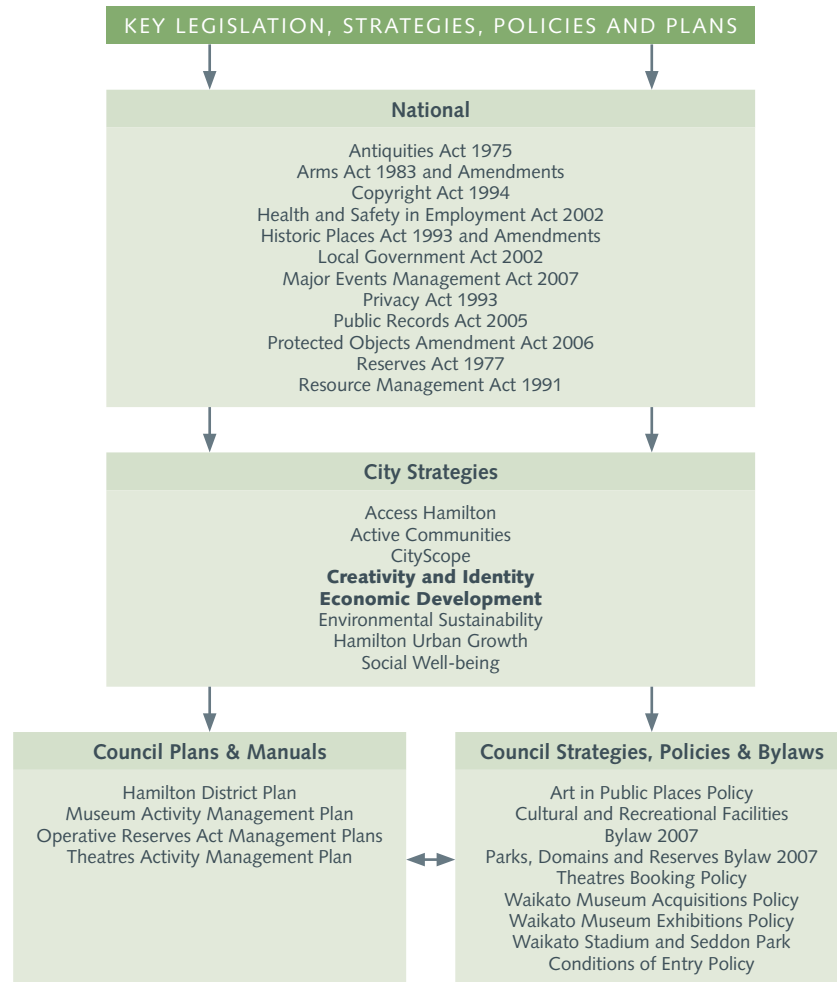 KEY LEGISLATION, STRATEGIES, POLICIES AND PLANS
National
Antiquities Act 1975
Arms Act 1983 and Amendments
Copyright Act 1994
Health and Safety in Employment Act 2002
Historic Places Act 1993 and Amendments
Local Government Act 2002
Major Events Management Act 2007
Privacy Act 1993
Public Records Act 2005
Protected Objects Amendment Act 2006
Reserves Act 1977
Resource Management Act 1991
City Strategies
Access Hamilton
Active Communities
CityScope
Creativity and Identity
Economic Development
Environmental Sustainability
Hamilton Urban Growth
Social Well-being
Council Plans & Manuals
Hamilton District Plan
Museum Activity Management Plan
Operative Reserves Act Management Plans
Theatres Activity Management Plan
Council Strategies, Policies & Bylaws
Art in Public Places Policy
Cultural and Recreational Facilities
Bylaw 2007
Parks, Domains and Reserves Bylaw 2007
Theatres Booking Policy
Waikato Museum Acquisitions Policy
Waikato Museum Exhibitions Policy
Waikato Stadium and Seddon Park
Conditions of Entry Policy